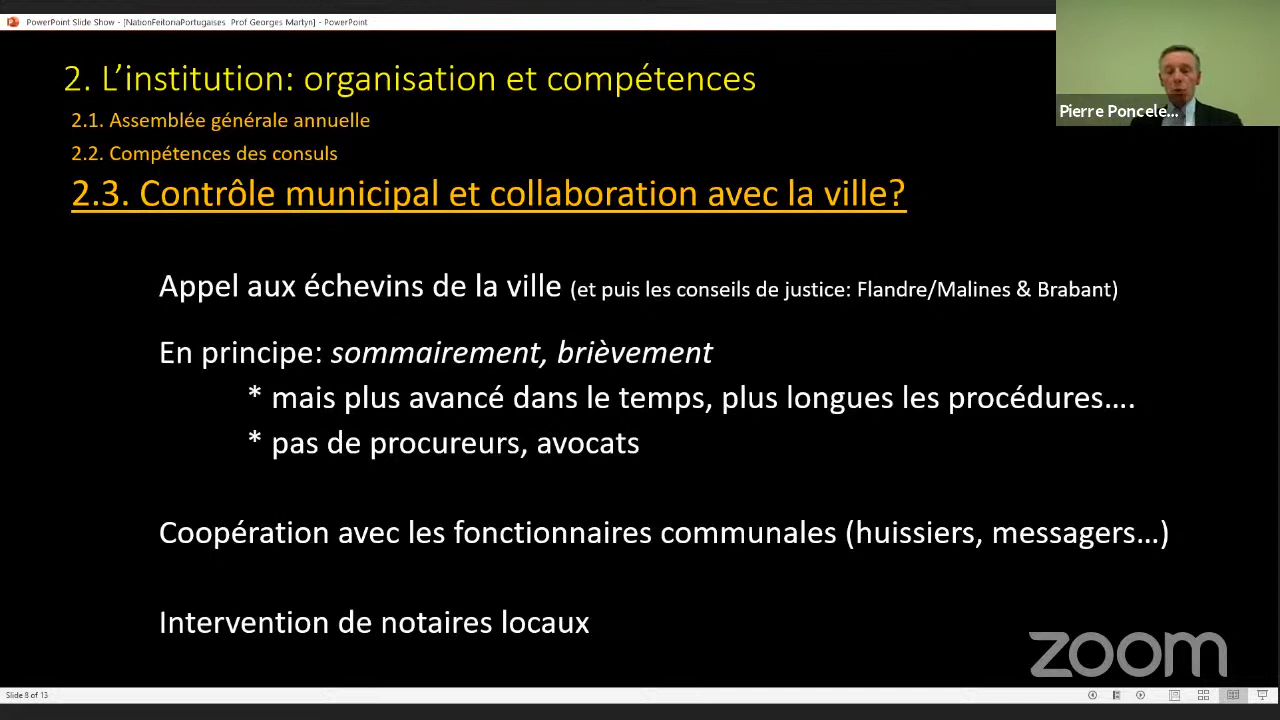 PowerPoint Slide Show - [NationFeitoriaPortugaises Prof Georges Martyn] - PowerPoint
2. L’institution: organisation et compétences
2.1. Assemblée générale annuelle
Pierre Poncele...
2.2. Compétences des consuls
2.3. Contrôle municipal et collaboration avec la ville?
Appel aux échevins de la ville (et puis les conseils de justice: Flandre/Malines & Brabant)
En principe: sommairement, brièvement
* mais plus avancé dans le temps, plus longues les procédures….
* pas de procureurs, avocats
Coopération avec les fonctionnaires communales (huissiers, messagers…)
Intervention de notaires locaux
zoom
Slide 8 of 13